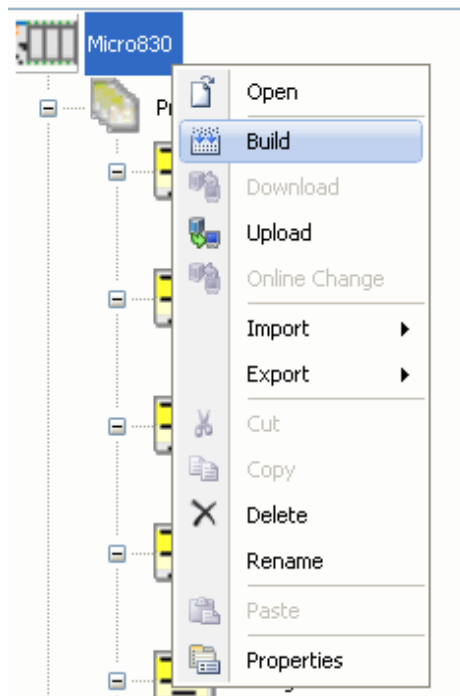 Micro830
Open
Build
Download
Upload
Online Change
Import
Export
Cut
Copy
Delete
Rename
Paste
Properties